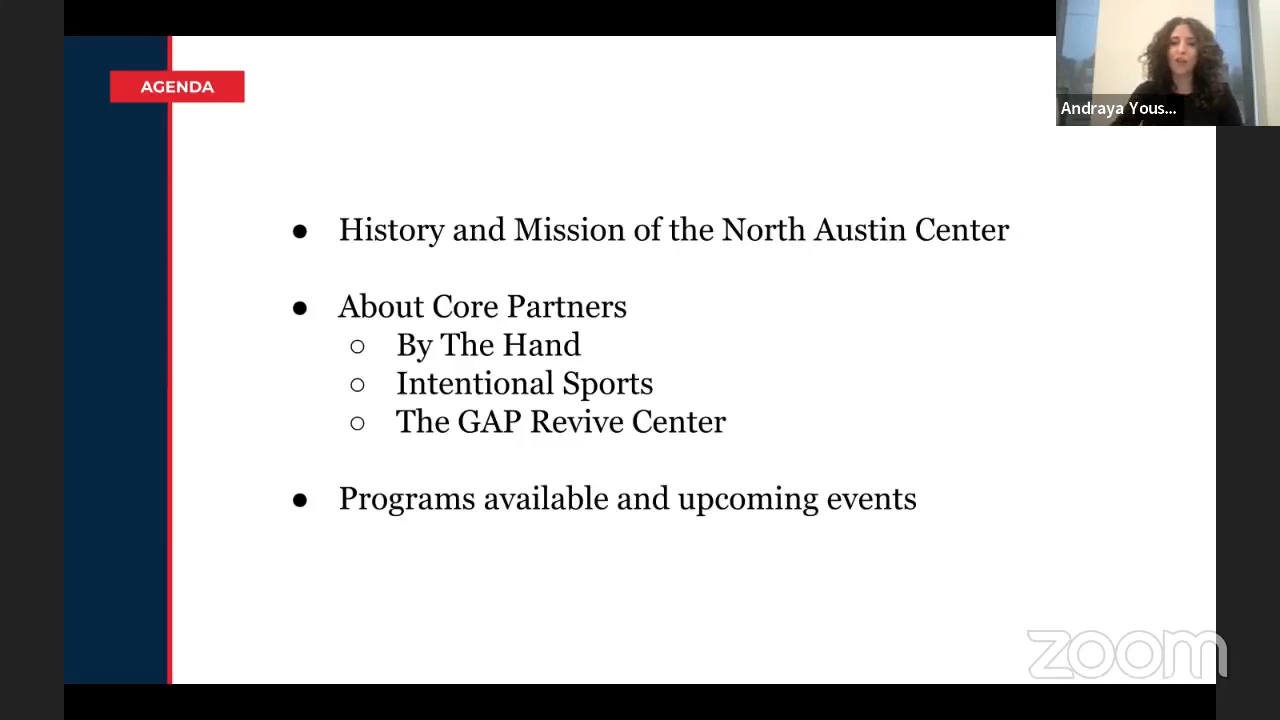 AGENDA
Andraya Yous...
● History and Mission of the North Austin Center
● About Core Partners
○ By The Hand
○ Intentional Sports
○ The GAP Revive Center
● Programs available and upcoming events
zoom